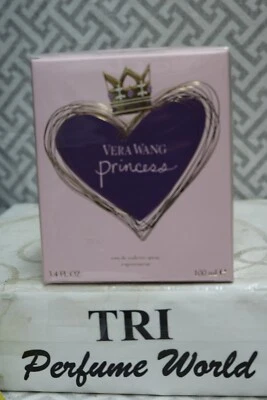 VERA WANG
princess
eau de toilette spray
vaporisateur
3.4 FL OZ 100 ml e
TRI
Perfume World